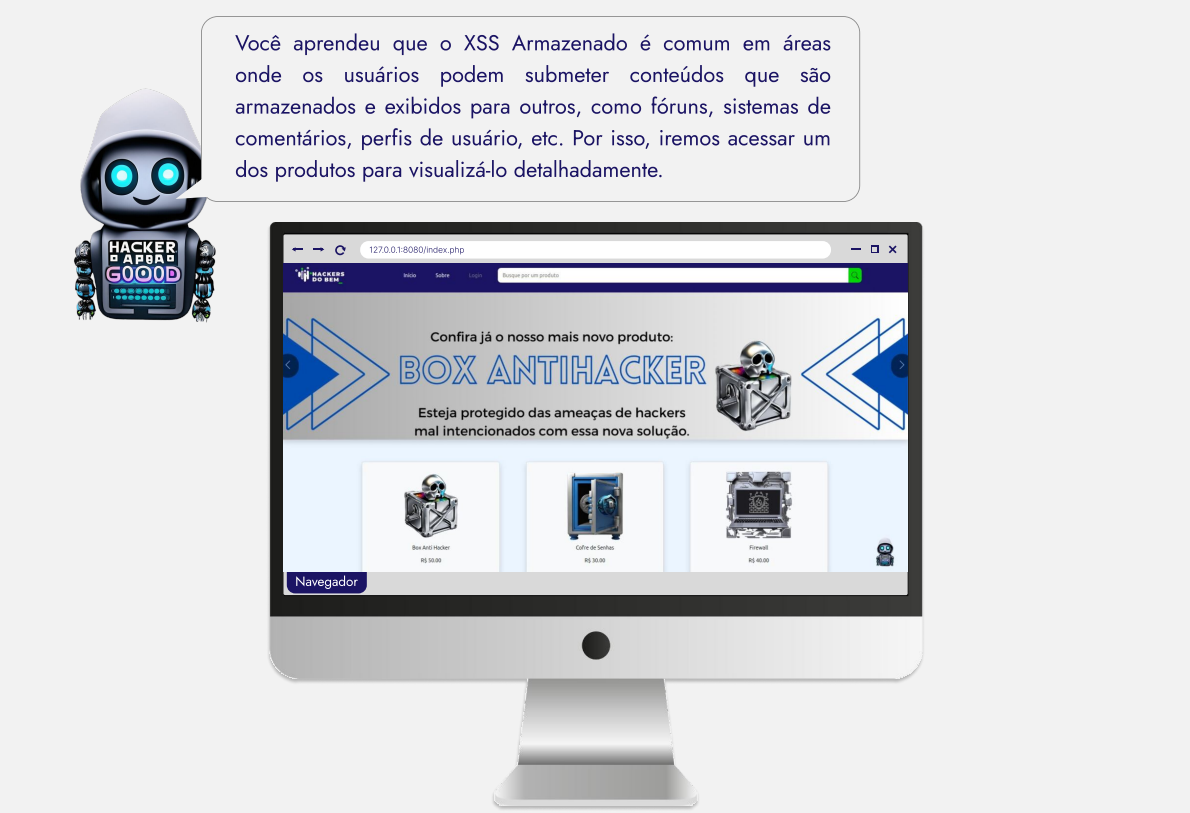 Você aprendeu que o XSS Armazenado é comum em áreas
onde os usuários podem submeter conteúdos que são
armazenados e exibidos para outros, como fóruns, sistemas de
comentários, perfis de usuário, etc. Por isso, iremos acessar um
dos produtos para visualizá-lo detalhadamente.
HACKER
GOOOD
127.0.0.1:8080/index.php
HACKERS
DO BEM_
Início Sobre Login Busque por um produto
Confira já o nosso mais novo produto:
BOX ANTIHACKER
Esteja protegido das ameaças de hackers
mal intencionados com essa nova solução.
Box Anti Hacker Cofre de Senhas Firewall
R$ 50.00 R$ 30.00 R$ 40.00
Navegador